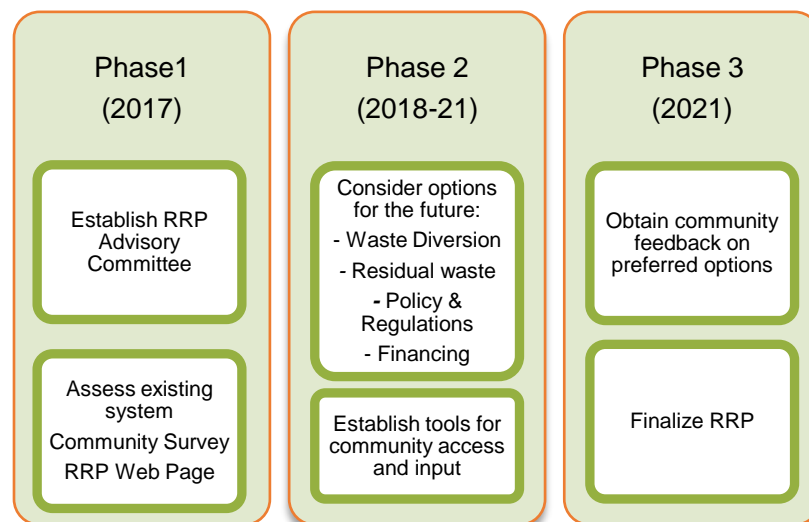 Phase1
(2017)
Establish RRP
Advisory
Committee
Assess existing
system
Community Survey
RRP Web Page
Phase 2
(2018-21)
Consider options
for the future:
- Waste Diversion
- Residual waste
- Policy &
Regulations
- Financing
Establish tools for
community access
and input
Phase 3
(2021)
Obtain community
feedback on
preferred options
Finalize RRP